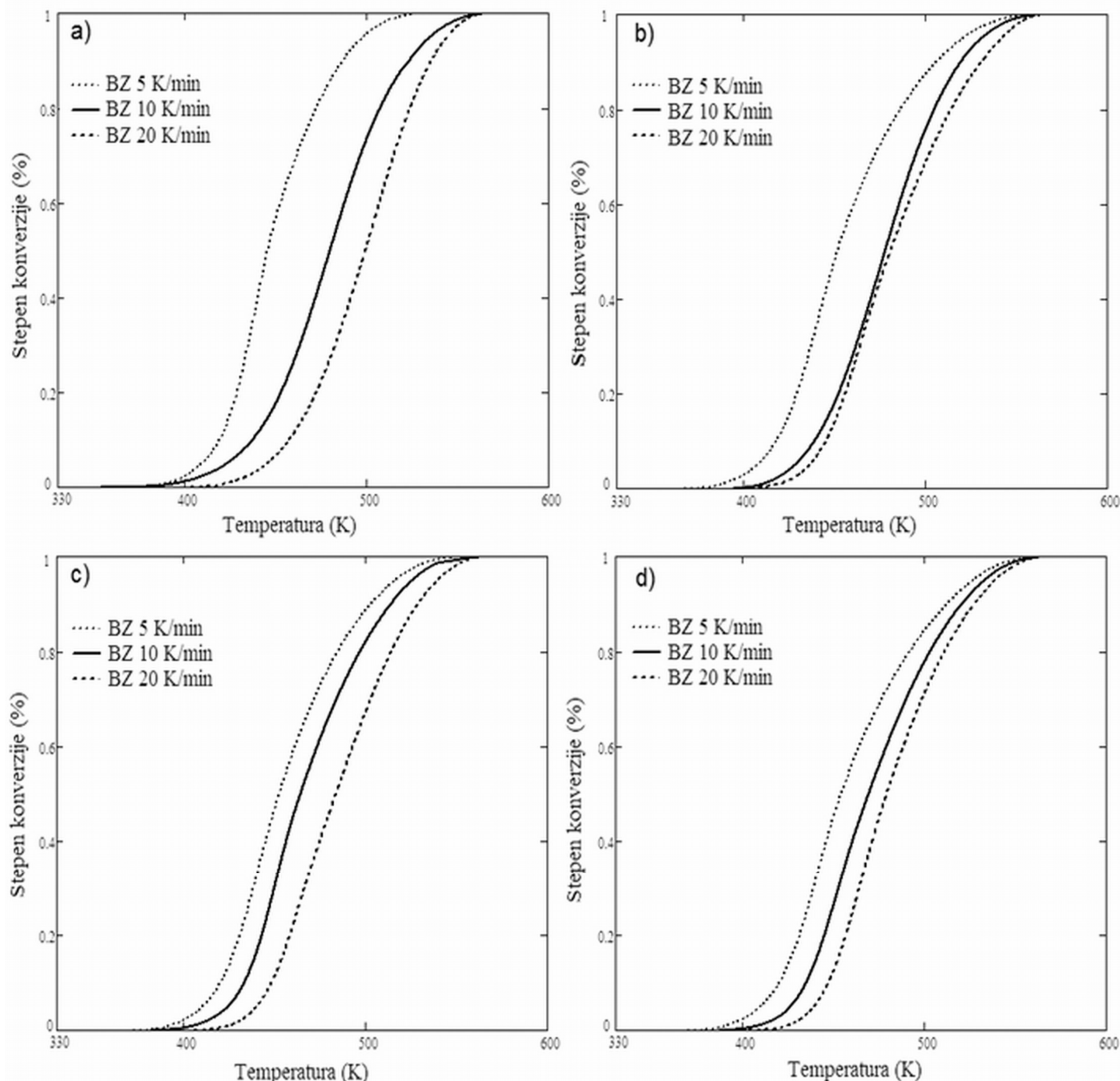 a)
BZ 5 K/min
BZ 10 K/min
BZ 20 K/min
Stepen konverzije (%)
1
0.8
0.6
0.4
0.2
0
330 400 500 600
Temperatura (K)
b)
BZ 5 K/min
BZ 10 K/min
BZ 20 K/min
Stepen konverzije (%)
1
0.8
0.6
0.4
0.2
0
330 400 500 600
Temperatura (K)
c)
BZ 5 K/min
BZ 10 K/min
BZ 20 K/min
Stepen konverzije (%)
1
0.8
0.6
0.4
0.2
0
330 400 500 600
Temperatura (K)
d)
BZ 5 K/min
BZ 10 K/min
BZ 20 K/min
Stepen konverzije (%)
1
0.8
0.6
0.4
0.2
0
330 400 500 600
Temperatura (K)